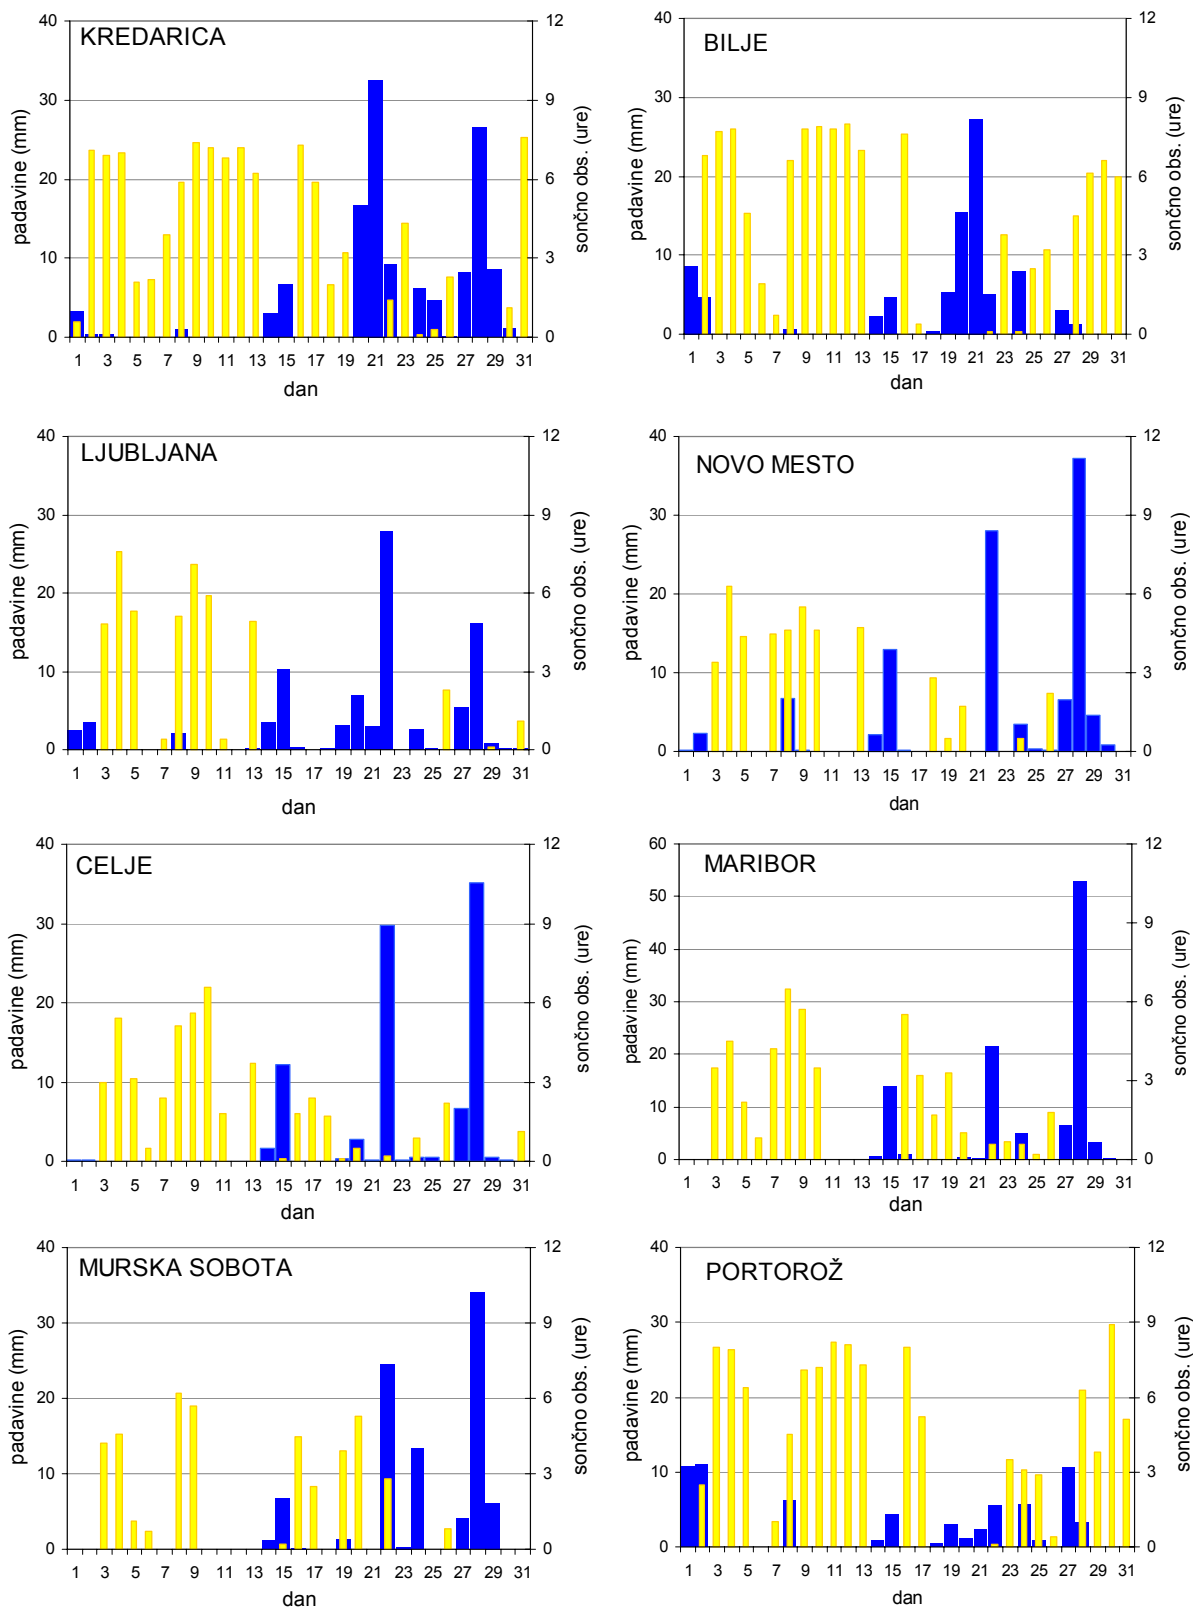 KREDARICA
padavine (mm)
40
30
20
10
0
12
9
6
3
0
sončno obs. (ure)
1 3 5 7 9 11 13 15 17 19 21 23 25 27 29 31
dan
BILJE
padavine (mm)
40
30
20
10
0
12
9
6
3
0
sončno obs. (ure)
1 3 5 7 9 11 13 15 17 19 21 23 25 27 29 31
dan
LJUBLJANA
padavine (mm)
40
30
20
10
0
12
9
6
3
0
sončno obs. (ure)
1 3 5 7 9 11 13 15 17 19 21 23 25 27 29 31
dan
NOVO MESTO
padavine (mm)
40
30
20
10
0
12
9
6
3
0
sončno obs. (ure)
1 3 5 7 9 11 13 15 17 19 21 23 25 27 29 31
dan
CELJE
padavine (mm)
40
30
20
10
0
12
9
6
3
0
sončno obs. (ure)
1 3 5 7 9 11 13 15 17 19 21 23 25 27 29 31
dan
MARIBOR
padavine (mm)
60
50
40
30
20
10
0
12
9
6
3
0
sončno obs. (ure)
1 3 5 7 9 11 13 15 17 19 21 23 25 27 29 31
dan
MURSKA SOBOTA
padavine (mm)
40
30
20
10
0
12
9
6
3
0
sončno obs. (ure)
1 3 5 7 9 11 13 15 17 19 21 23 25 27 29 31
dan
PORTOROŽ
padavine (mm)
40
30
20
10
0
12
9
6
3
0
sončno obs. (ure)
1 3 5 7 9 11 13 15 17 19 21 23 25 27 29 31
dan